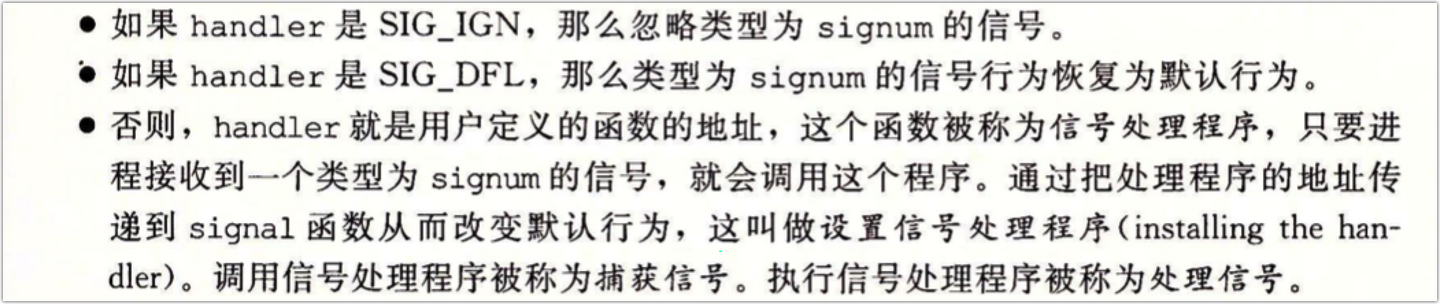 ● 如果 handler 是 SIG_IGN，那么忽略类型为 signum 的信号。
● 如果 handler 是 SIG_DFL，那么类型为 signum 的信号行为恢复为默认行为。
● 否则，handler 就是用户定义的函数的地址，这个函数被称为信号处理程序，只要进
程接收到一个类型为 signum 的信号，就会调用这个程序。通过把处理程序的地址传
递到 signal 函数从而改变默认行为，这叫做设置信号处理程序(installing the han-
dler)。调用信号处理程序被称为捕获信号。执行信号处理程序被称为处理信号。